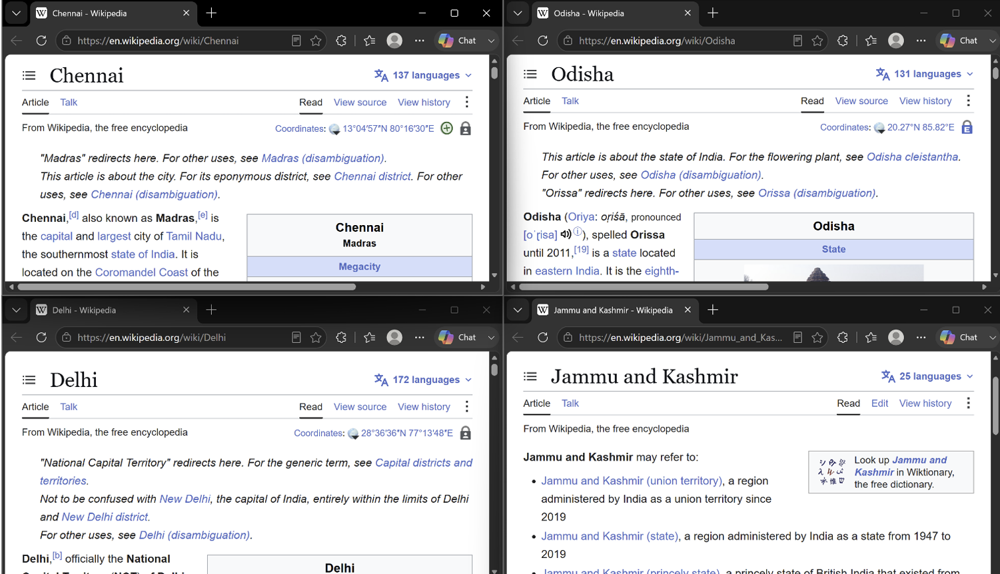 Chennai - Wikipedia
https://en.wikipedia.org/wiki/Chennai
Chat
Chennai
137 languages
Article Talk Read View source View history
From Wikipedia, the free encyclopedia Coordinates: 13°04′57″N 80°16′30″E
"Madras" redirects here. For other uses, see Madras (disambiguation).
This article is about the city. For its eponymous district, see Chennai district. For other
uses, see Chennai (disambiguation).
Chennai,[d] also known as Madras,[e] is
the capital and largest city of Tamil Nadu,
the southernmost state of India. It is
located on the Coromandel Coast of the
Chennai
Madras
Megacity
Odisha - Wikipedia
https://en.wikipedia.org/wiki/Odisha
Chat
Odisha
131 languages
Article Talk Read View source View history
From Wikipedia, the free encyclopedia Coordinates: 20.27°N 85.82°E
This article is about the state of India. For the flowering plant, see Odisha cleistantha.
For other uses, see Odisha (disambiguation).
"Orissa" redirects here. For other uses, see Orissa (disambiguation).
Odisha (Oriya: oṛiśā, pronounced
[oˈɽisa] ⓘ), spelled Orissa
until 2011,[19] is a state located
in eastern India. It is the eighth-
Odisha
State
Delhi - Wikipedia
https://en.wikipedia.org/wiki/Delhi
Chat
Delhi
172 languages
Article Talk Read View source View history
From Wikipedia, the free encyclopedia Coordinates: 28°36′36″N 77°13′48″E
"National Capital Territory" redirects here. For the generic term, see Capital districts and
territories.
Not to be confused with New Delhi, the capital of India, entirely within the limits of Delhi
and New Delhi district.
For other uses, see Delhi (disambiguation).
Delhi,[b] officially the National
Capital Territory (NCT) of Delhi
Delhi
Jammu and Kashmir - Wikipedia
https://en.wikipedia.org/wiki/Jammu_and_Kas...
Chat
Jammu and Kashmir
25 languages
Article Talk Read Edit View history
From Wikipedia, the free encyclopedia
Jammu and Kashmir may refer to:
Jammu and Kashmir (union territory), a region
administered by India as a union territory since
2019
Jammu and Kashmir (state), a region administered by India as a state from 1947 to
2019
Jammu and Kashmir (princely state), a princely state of British India that existed from
Look up Jammu and
Kashmir in Wiktionary,
the free dictionary.